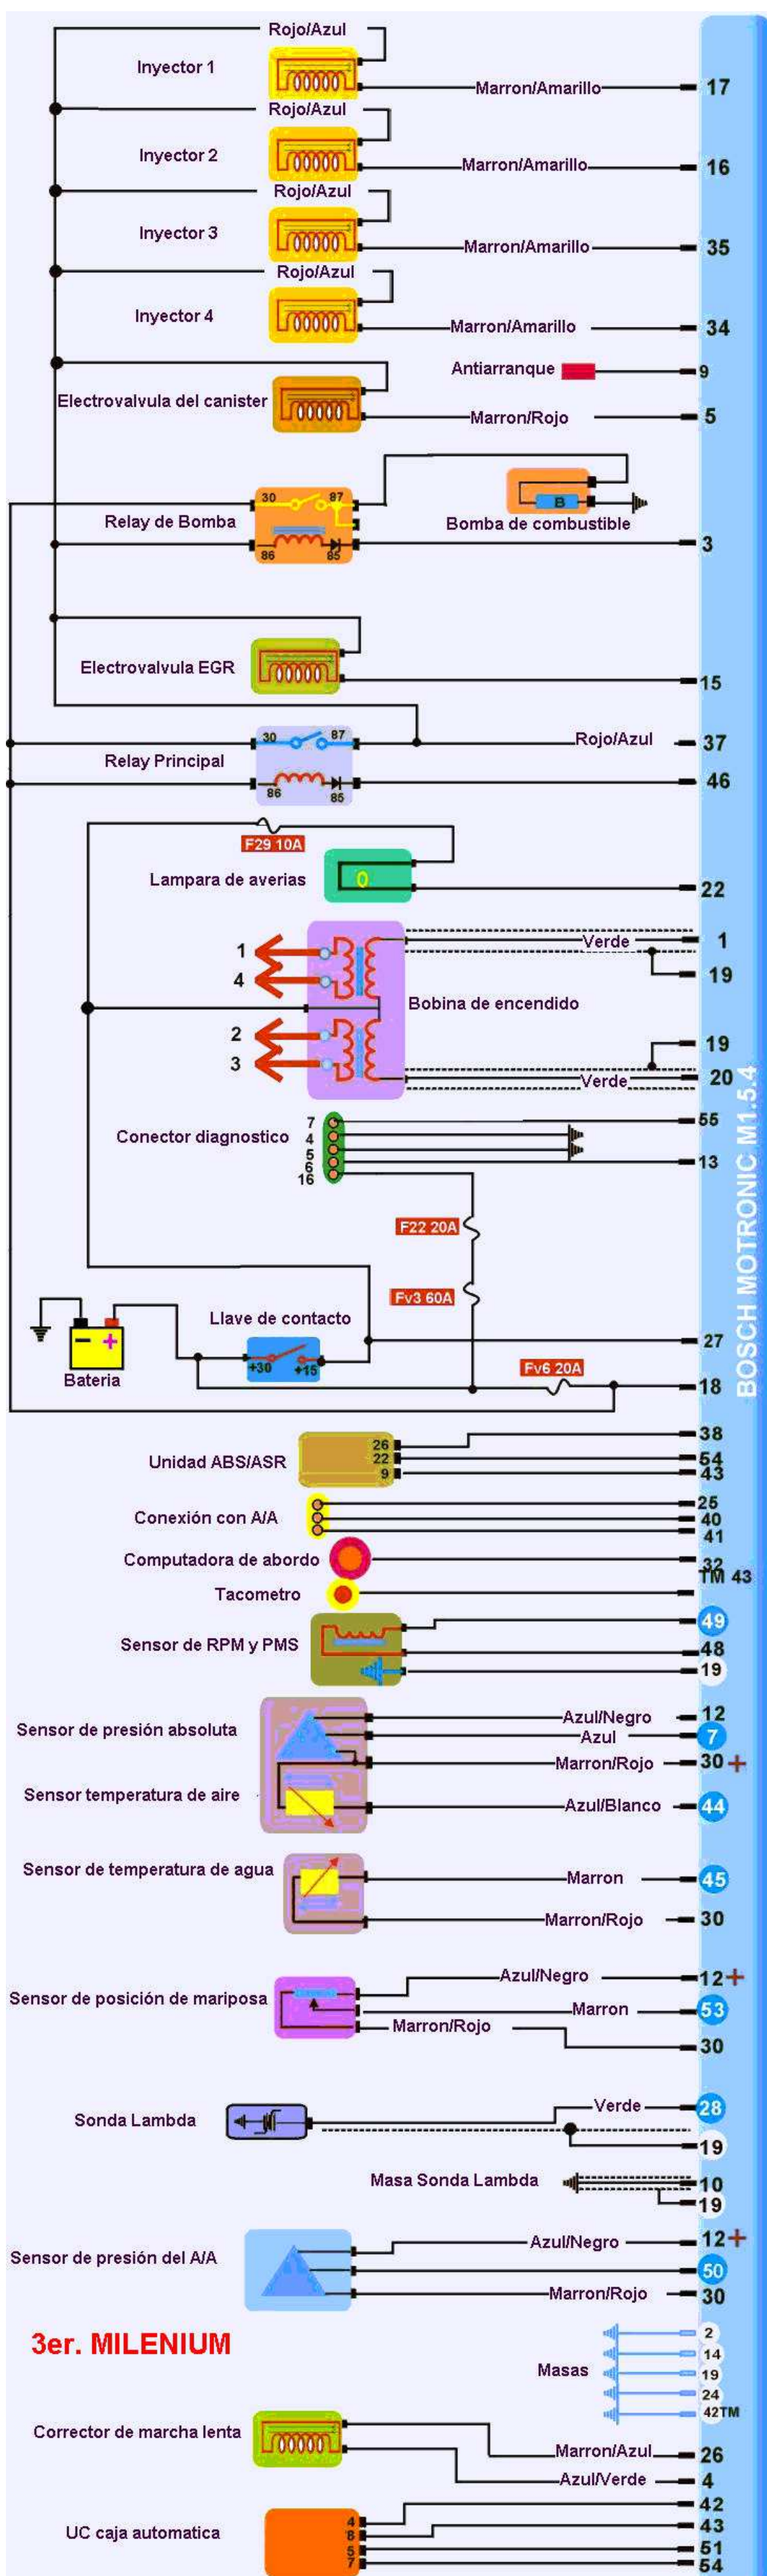 Rojo/Azul
Inyector 1
Marron/Amarillo 17
Rojo/Azul
Inyector 2
Marron/Amarillo 16
Rojo/Azul
Inyector 3
Marron/Amarillo 35
Rojo/Azul
Inyector 4
Marron/Amarillo 34
Antiarranque 9
Electrovalvula del canister
Marron/Rojo 5
30 87
Relay de Bomba
B
Bomba de combustible
86 85
3
Electrovalvula EGR
15
30 87
Rojo/Azul 37
Relay Principal
86 85
46
F29 10A
Lampara de averias
0
22
1
Verde 1
4
19
Bobina de encendido
2
19
3
Verde 20
Conector diagnostico
7
4
5
6
16
55
13
F22 20A
Fv3 60A
BOSCH MOTRONIC M1.5.4
Llave de contacto
27
- +
+30 +15
Fv6 20A
Bateria
18
Unidad ABS/ASR
26
22
9
38
54
43
Conexión con A/A
25
40
41
Computadora de abordo
32
TM 43
Tacometro
49
Sensor de RPM y PMS
48
19
Azul/Negro 12
Sensor de presión absoluta
Azul 7
Marron/Rojo 30 +
Sensor temperatura de aire
Azul/Blanco 44
Sensor de temperatura de agua
Marron 45
Marron/Rojo 30
Azul/Negro 12+
Sensor de posición de mariposa
Marron 53
Marron/Rojo
30
Verde 28
Sonda Lambda
19
Masa Sonda Lambda 10
19
Azul/Negro 12+
Sensor de presión del A/A
50
Marron/Rojo 30
3er. MILENIUM
2
14
Masas
19
24
42TM
Corrector de marcha lenta
Marron/Azul 26
Azul/Verde 4
UC caja automatica
4
8
5
7
42
43
51
54